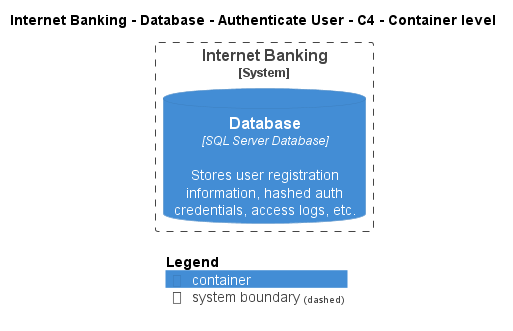 Internet Banking - Database - Authenticate User - C4 - Container level
Internet Banking
[System]
Database
[SQL Server Database]
Stores user registration
information, hashed auth
credentials, access logs, etc.
Legend
container
system boundary (dashed)